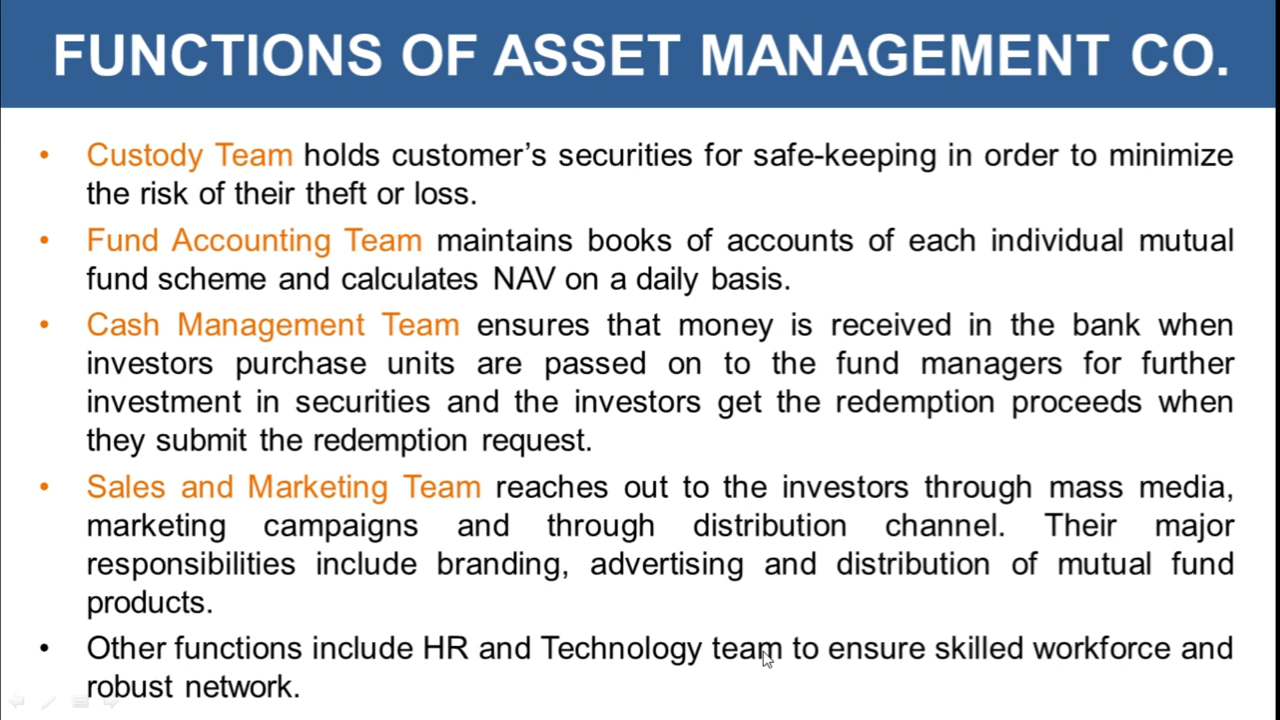 FUNCTIONS OF ASSET MANAGEMENT CO.
• Custody Team holds customer’s securities for safe-keeping in order to minimize
the risk of their theft or loss.
• Fund Accounting Team maintains books of accounts of each individual mutual
fund scheme and calculates NAV on a daily basis.
• Cash Management Team ensures that money is received in the bank when
investors purchase units are passed on to the fund managers for further
investment in securities and the investors get the redemption proceeds when
they submit the redemption request.
• Sales and Marketing Team reaches out to the investors through mass media,
marketing campaigns and through distribution channel. Their major
responsibilities include branding, advertising and distribution of mutual fund
products.
• Other functions include HR and Technology team to ensure skilled workforce and
robust network.